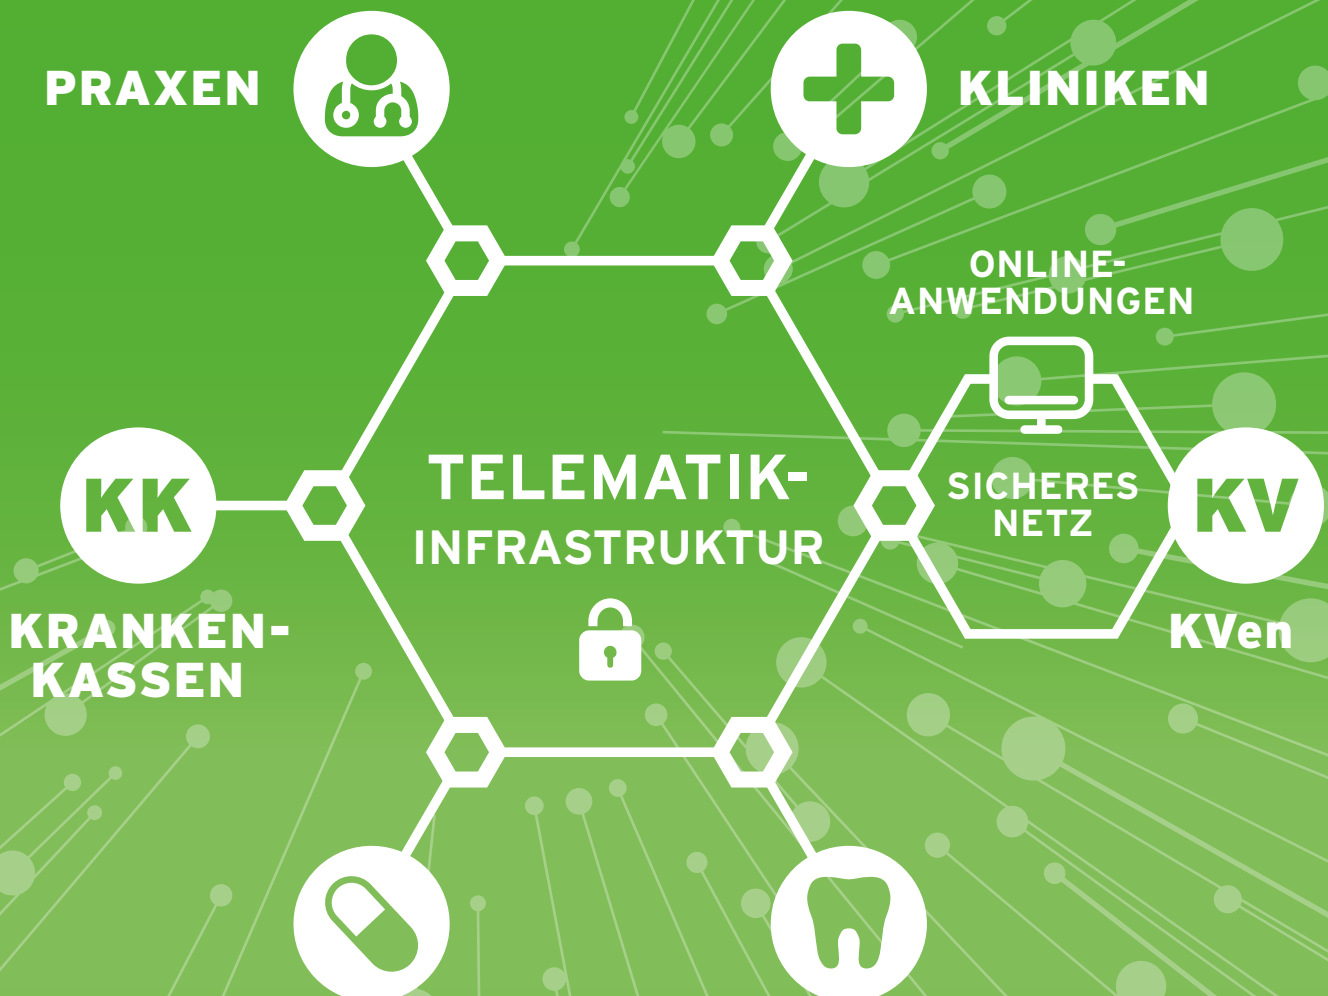 PRAXEN
KLINIKEN
ONLINE-
ANWENDUNGEN
TELEMATIK-
INFRASTRUKTUR
SICHERES
NETZ
KK
KV
KRANKEN-
KASSEN
KVen